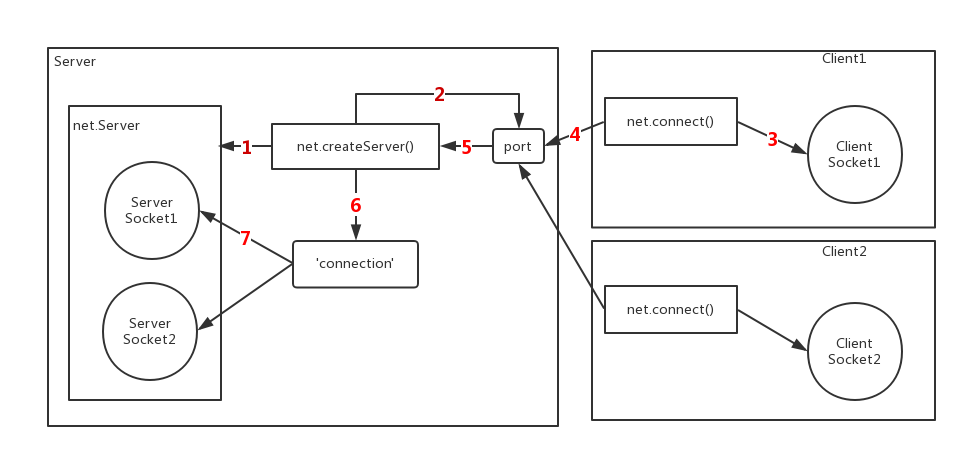 Server
net.Server
Server
Socket1
Server
Socket2
1
net.createServer()
2
5
port
6
'connection'
7
4
Client1
net.connect()
3
Client
Socket1
Client2
net.connect()
Client
Socket2